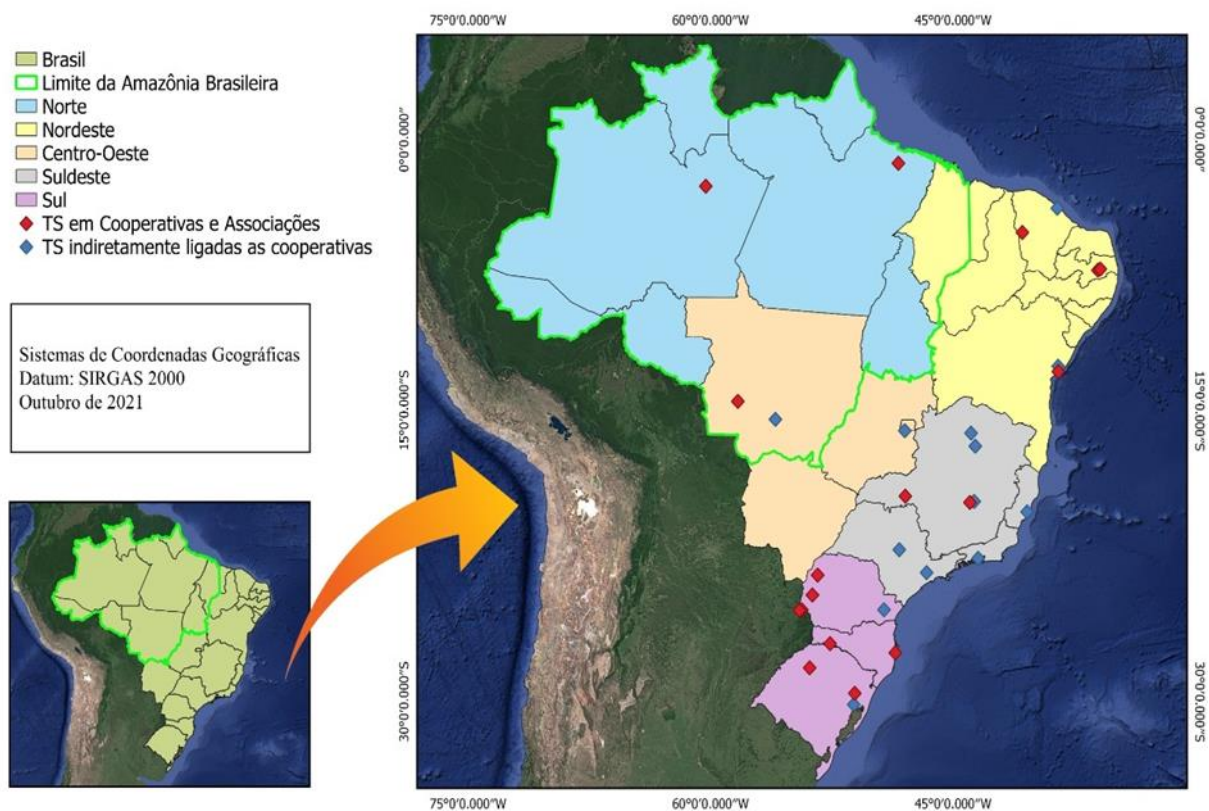 75°0'0.000"W 60°0'0.000"W 45°0'0.000"W
Brasil
Limite da Amazônia Brasileira
Norte
Nordeste
Centro-Oeste
Suldeste
Sul
TS em Cooperativas e Associações
TS indiretamente ligadas as cooperativas
Sistemas de Coordenadas Geográficas
Datum: SIRGAS 2000
Outubro de 2021
0°0'0.000"
15°0'0.000"S
30°0'0.000"S
0°0'0.000"
15°0'0.000"S
30°0'0.000"S
75°0'0.000"W 60°0'0.000"W 45°0'0.000"W